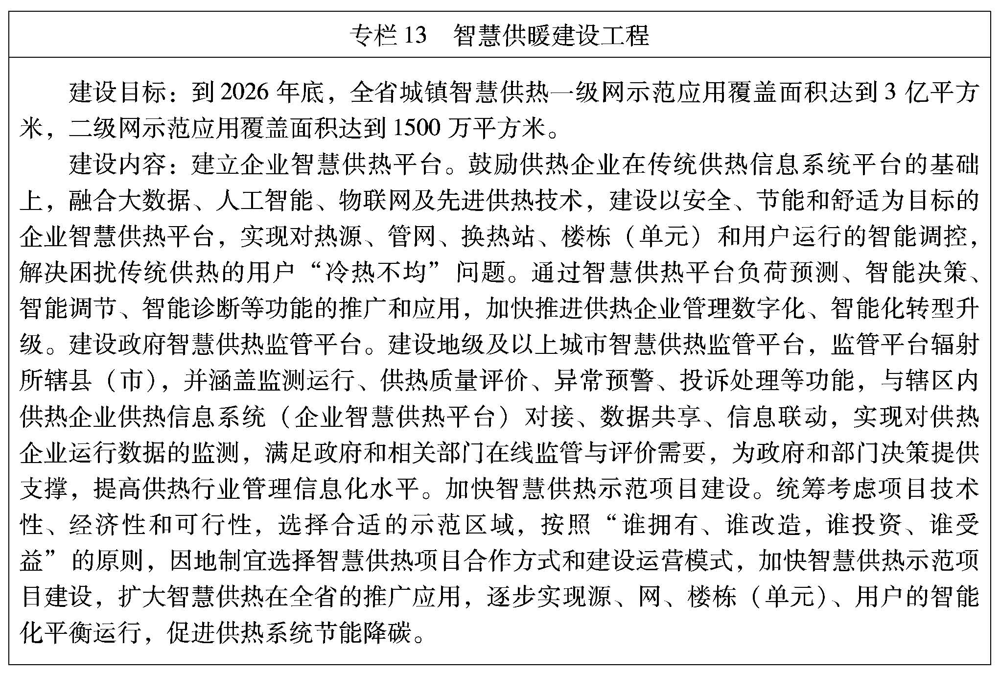 专栏 13　智慧供暖建设工程
建设目标：到 2026 年底，全省城镇智慧供热一级网示范应用覆盖面积达到 3 亿平方
米，二级网示范应用覆盖面积达到 1500 万平方米。
建设内容：建立企业智慧供热平台。鼓励供热企业在传统供热信息系统平台的基础
上，融合大数据、人工智能、物联网及先进供热技术，建设以安全、节能和舒适为目标的
企业智慧供热平台，实现对热源、管网、换热站、楼栋（单元）和用户运行的智能调控，
解决困扰传统供热的用户“冷热不均”问题。通过智慧供热平台负荷预测、智能决策、
智能调节、智能诊断等功能的推广和应用，加快推进供热企业管理数字化、智能化转型升
级。建设政府智慧供热监管平台。建设地级及以上城市智慧供热监管平台，监管平台辐射
所辖县（市），并涵盖监测运行、供热质量评价、异常预警、投诉处理等功能，与辖区内
供热企业供热信息系统（企业智慧供热平台）对接、数据共享、信息联动，实现对供热
企业运行数据的监测，满足政府和相关部门在线监管与评价需要，为政府和部门决策提供
支撑，提高供热行业管理信息化水平。加快智慧供热示范项目建设。统筹考虑项目技术
性、经济性和可行性，选择合适的示范区域，按照“谁拥有、谁改造，谁投资、谁受
益”的原则，因地制宜选择智慧供热项目合作方式和建设运营模式，加快智慧供热示范项
目建设，扩大智慧供热在全省的推广应用，逐步实现源、网、楼栋（单元）、用户的智能
化平衡运行，促进供热系统节能降碳。